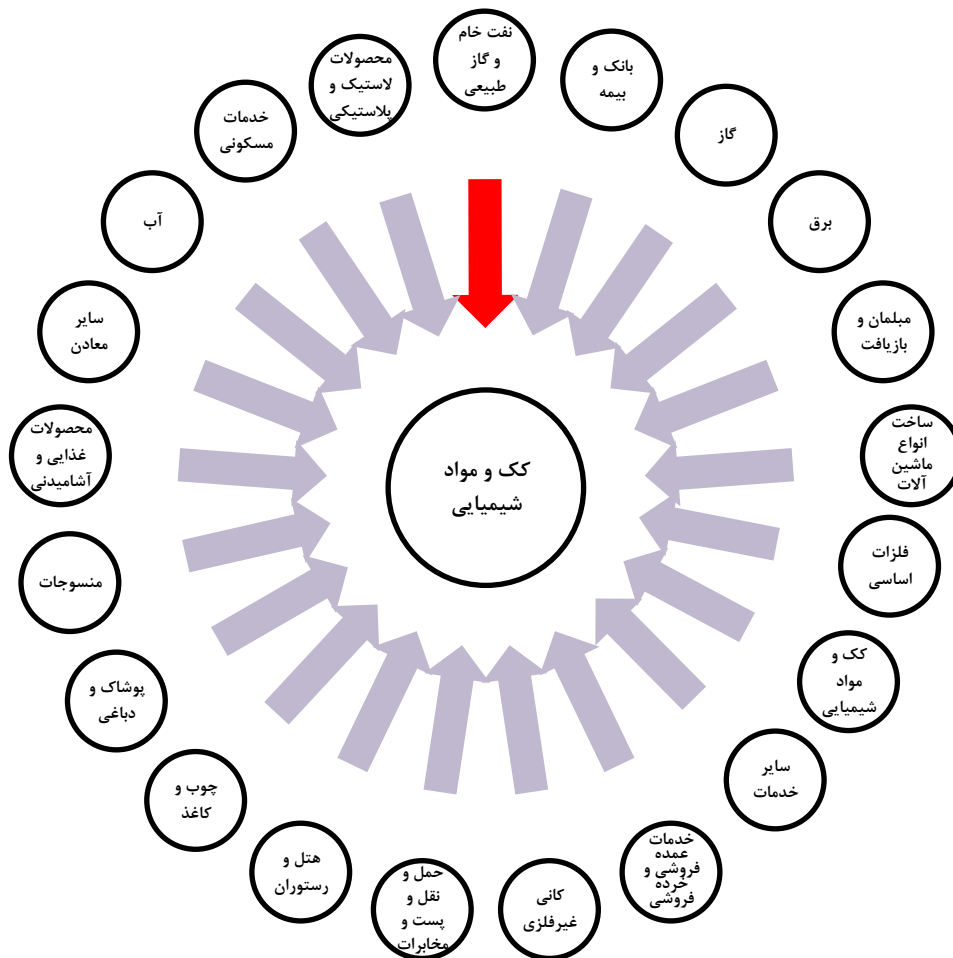 نفت خام
و گاز
طبیعی
بانک و
بیمه
گاز
برق
مبلمان و
بازیافت
ساخت
انواع
ماشین
آلات
فلزات
اساسی
کک و
مواد
شیمیایی
سایر
خدمات
خدمات
عمده
فروشی و
خرده
فروشی
کانی
غیرفلزی
حمل و
نقل و
پست و
مخابرات
هتل و
رستوران
چوب و
کاغذ
پوشاک و
دباغی
منسوجات
محصولات
غذایی و
آشامیدنی
سایر
معادن
آب
خدمات
مسکونی
محصولات
لاستیک و
پلاستیکی
کک و مواد
شیمیایی